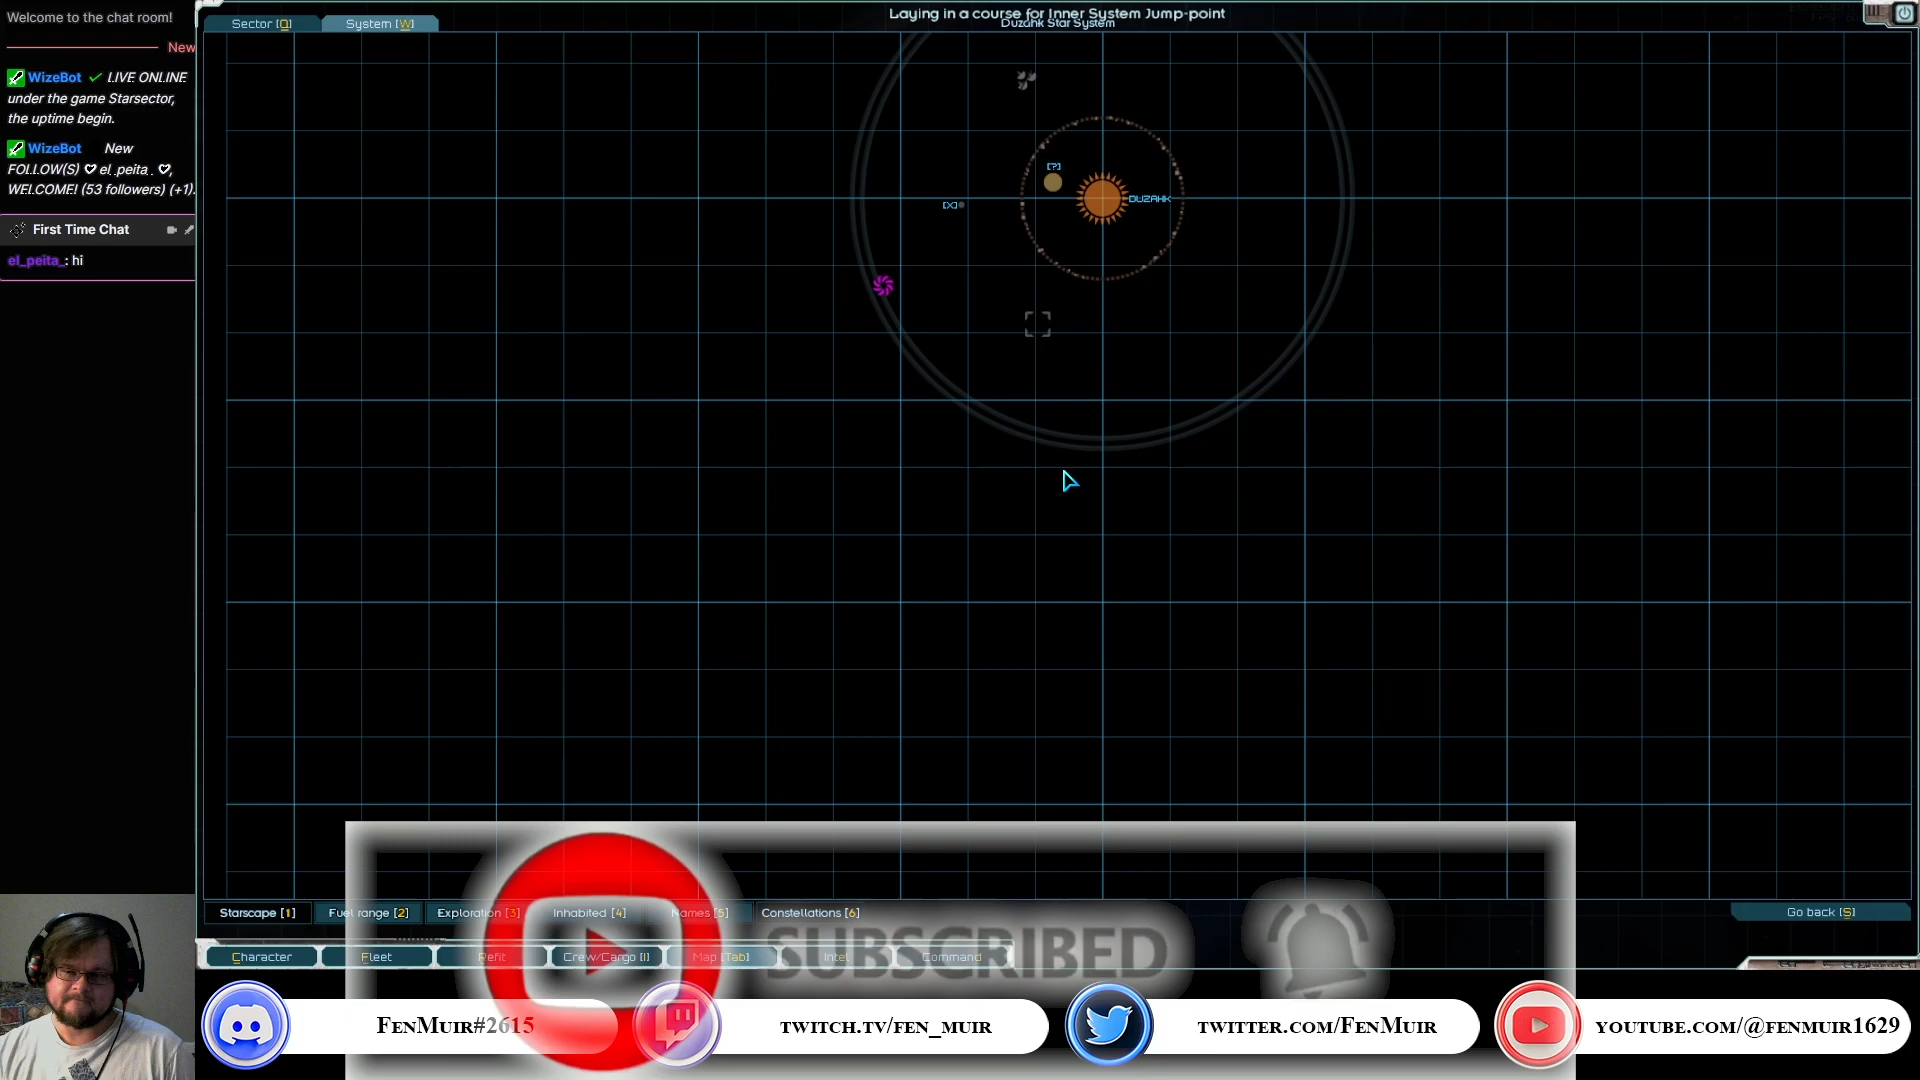 Welcome to the chat room!
New
WizeBot LIVE ONLINE
under the game Starsector,
the uptime begin.
WizeBot New
FOLLOW(S) ♡ el_peita_ ♡,
WELCOME! (53 followers) (+1).
First Time Chat
el_peita_: hi
Sector [Q]
System [W]
Laying in a course for Inner System Jump-point
Duzahk Star System
[?]
DUZAHK
[X]
Starscape [1]
Fuel range [2]
Exploration [3]
Inhabited [4]
Names [5]
Constellations [6]
Go back [S]
Character
Fleet
Refit
Crew/Cargo [I]
Map [Tab]
Intel
Command
SUBSCRIBED
FenMuir#2615
twitch.tv/fen_muir
twitter.com/FenMuir
youtube.com/@fenmuir1629